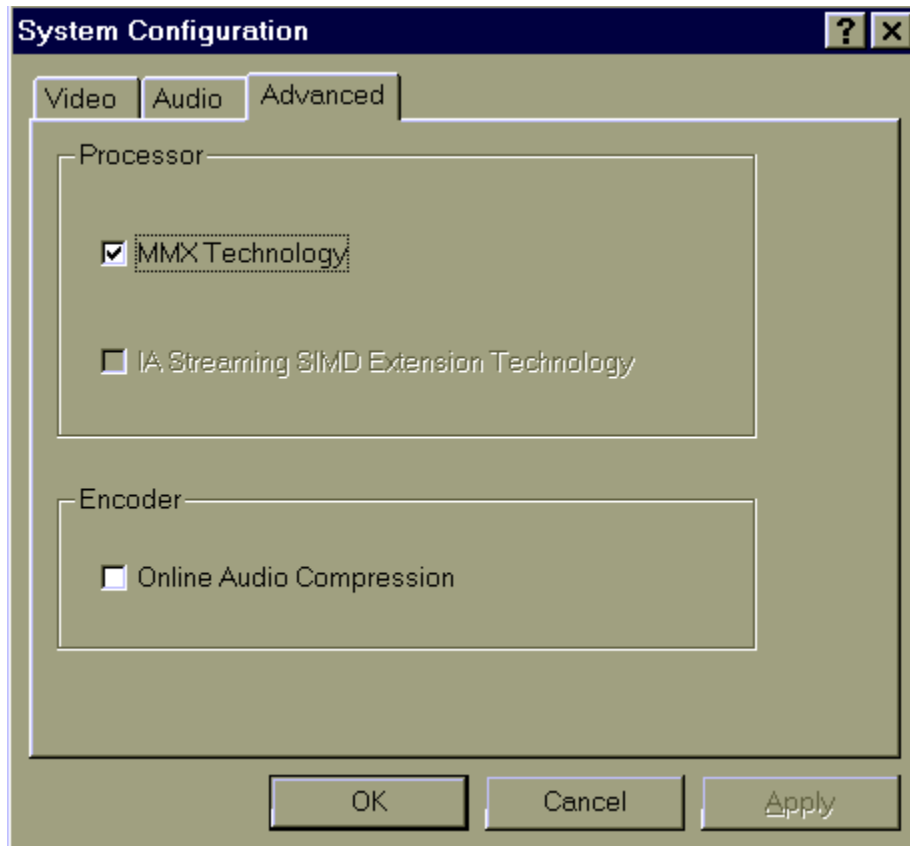 System Configuration
Video Audio Advanced
Processor
MMX Technology
IA Streaming SIMD Extension Technology
Encoder
Online Audio Compression
OK Cancel Apply